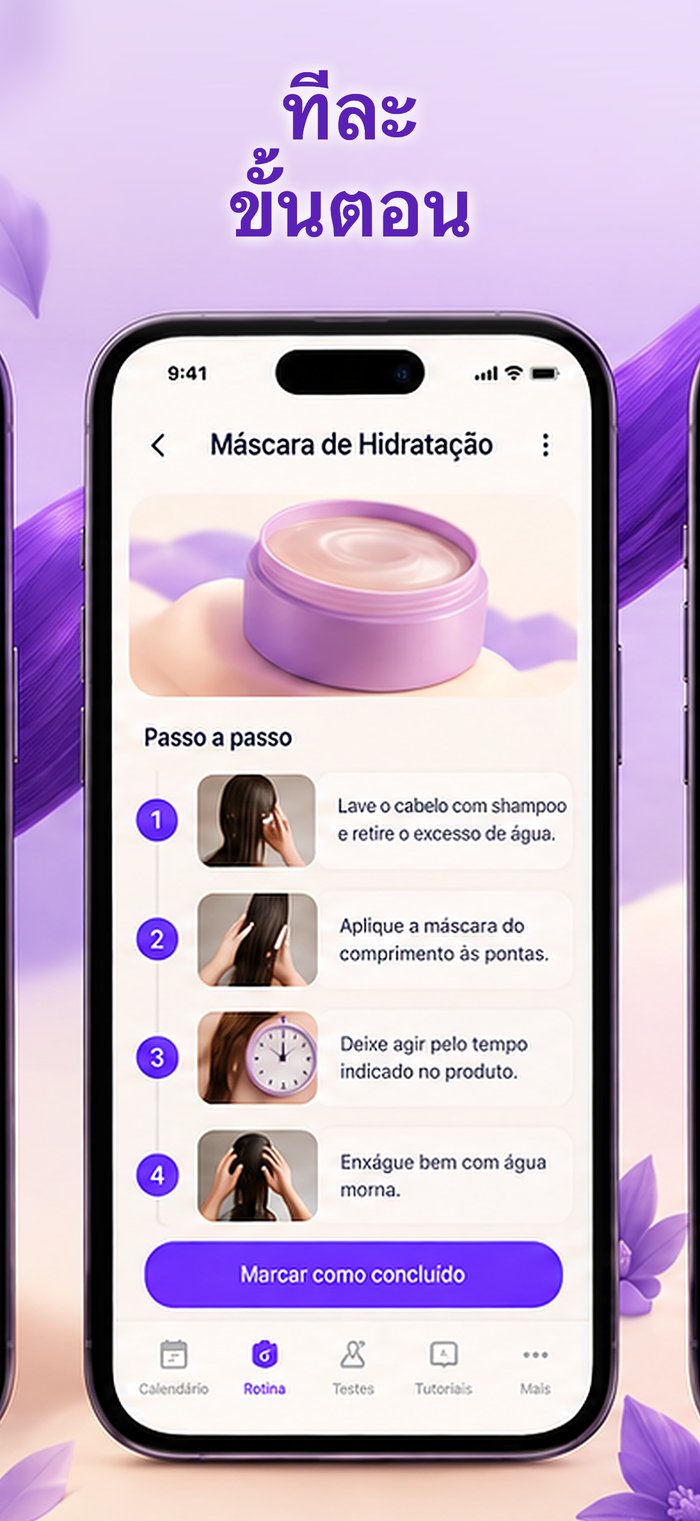 ทีละ
ขั้นตอน
9:41
Máscara de Hidratação
Passo a passo
1
Lave o cabelo com shampoo
e retire o excesso de água.
2
Aplique a máscara do
comprimento às pontas.
3
Deixe agir pelo tempo
indicado no produto.
4
Enxágue bem com água
morna.
Marcar como concluído
Calendário
Rotina
Testes
Tutoriais
Mais